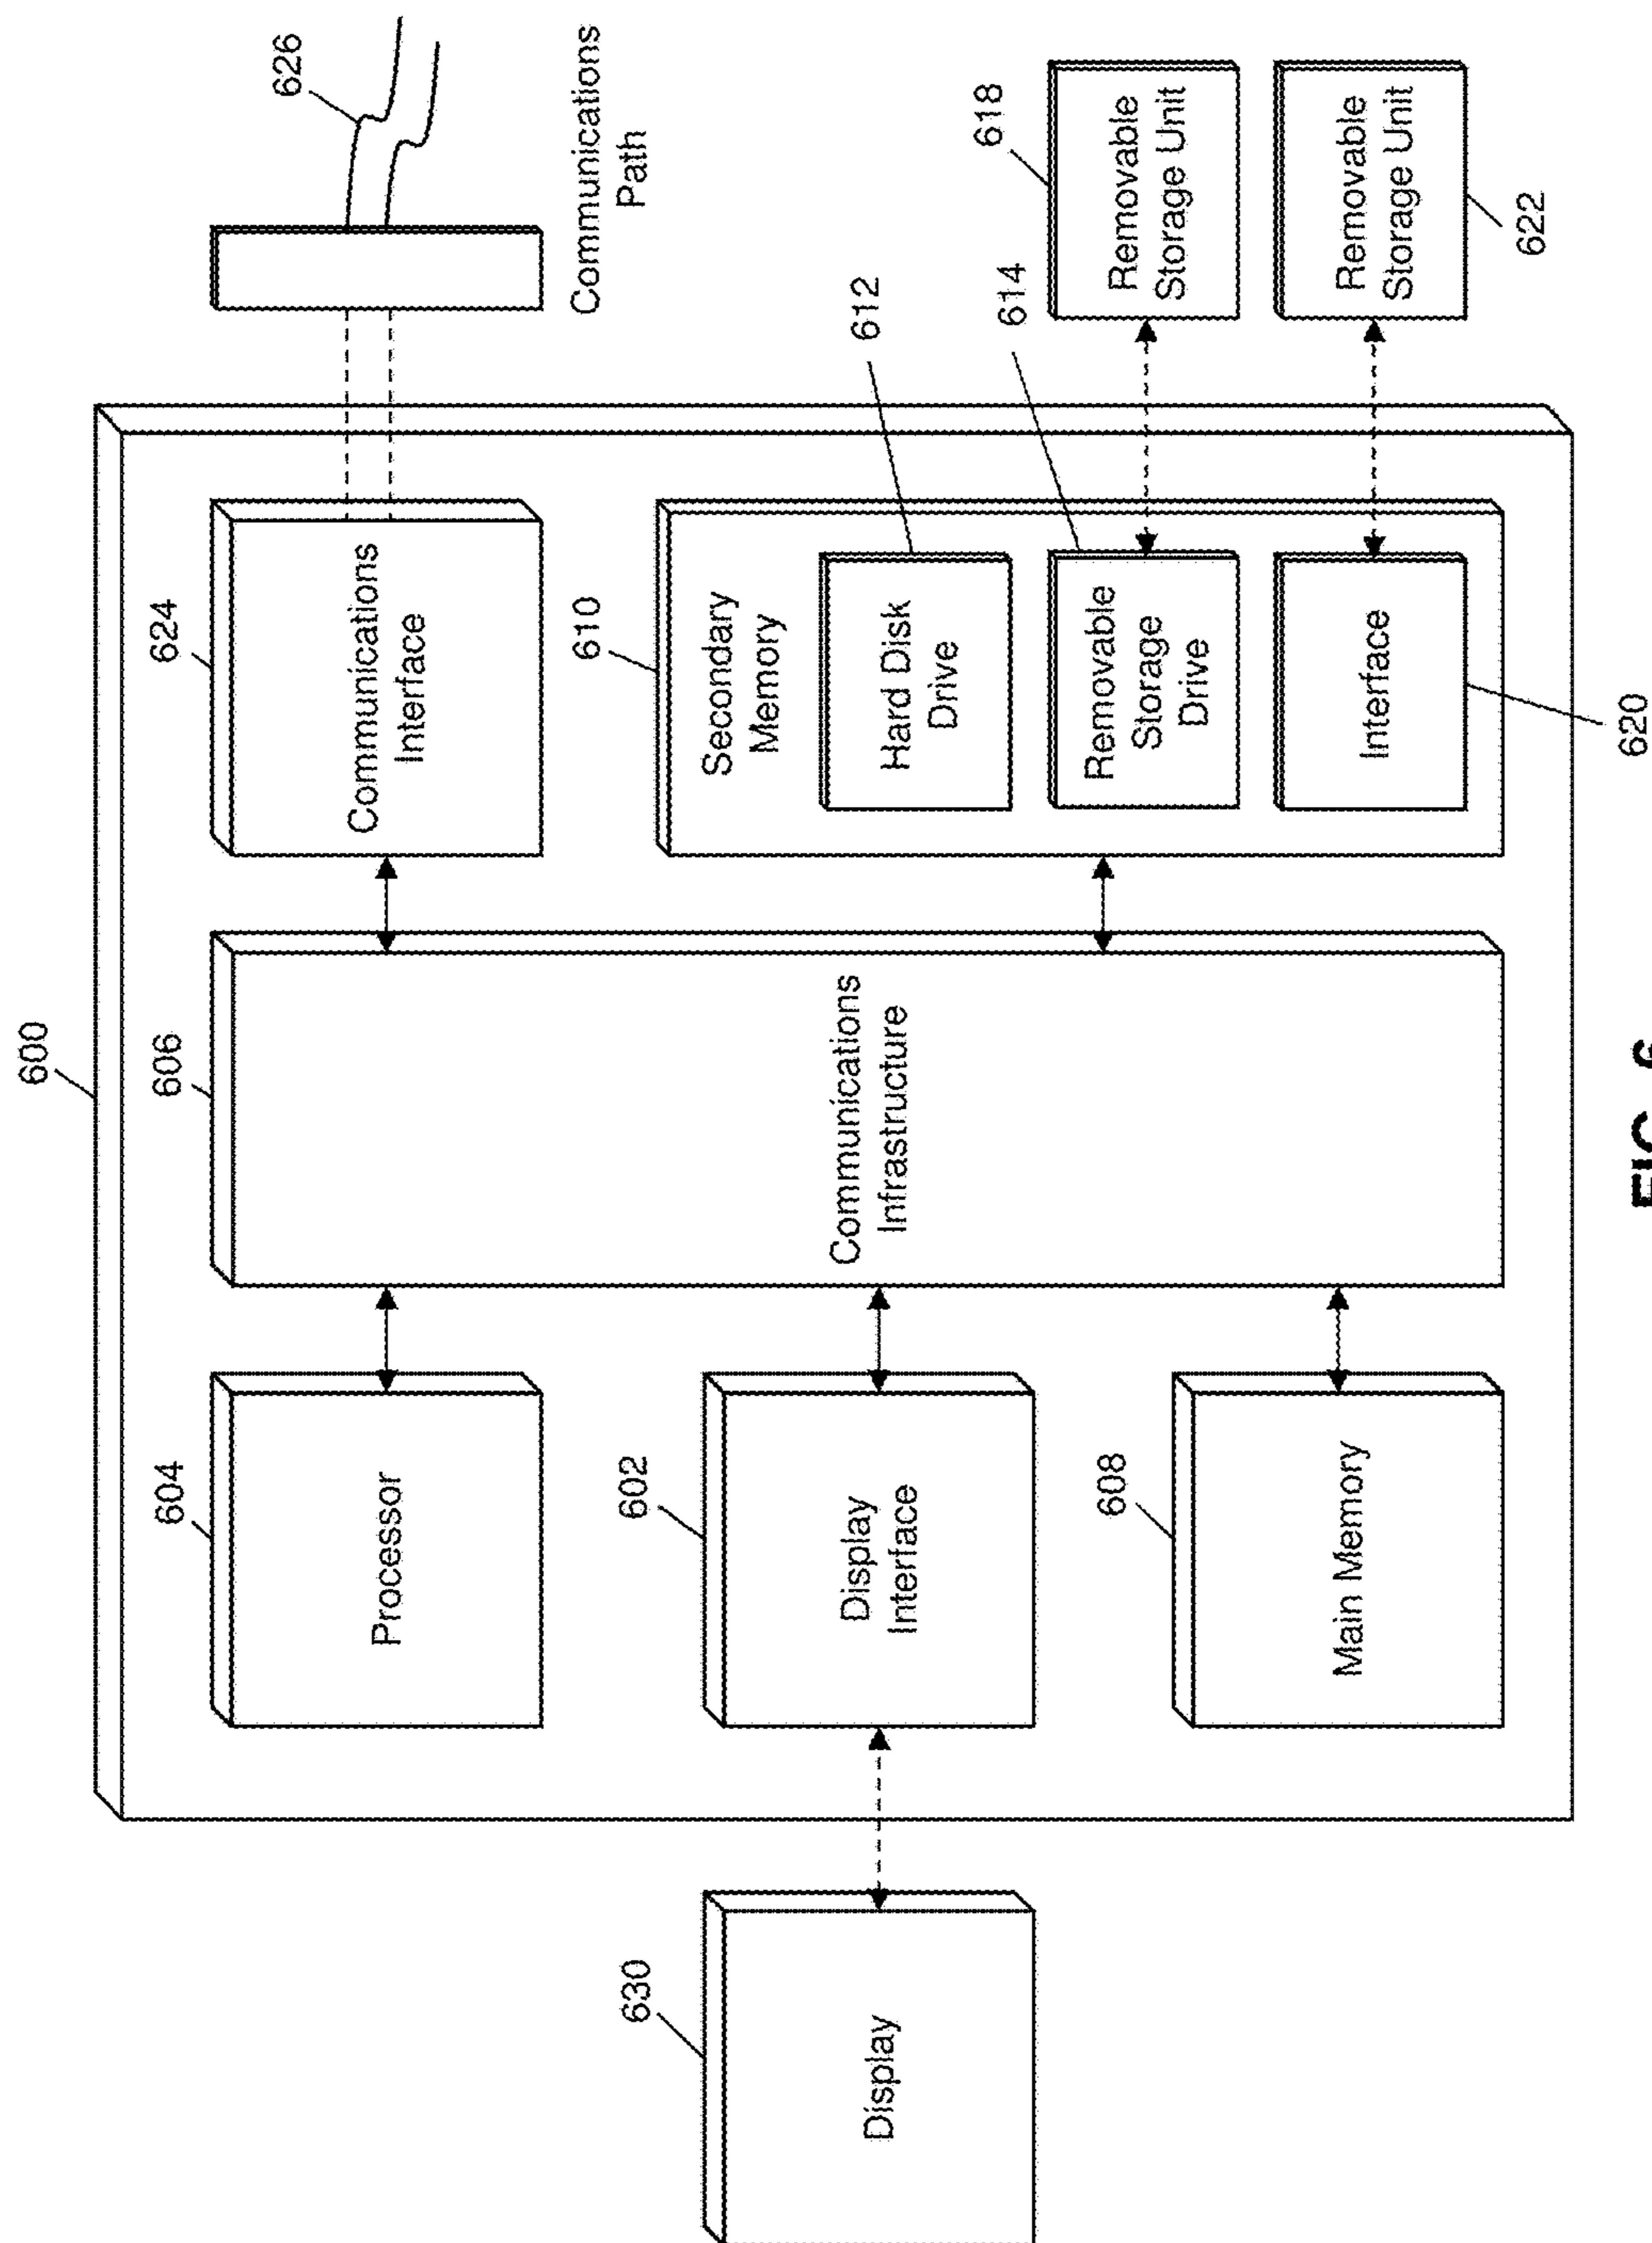 600
626
Communications
Path
624
Communications
Interface
606
Communications
Infrastructure
604
Processor
630
Display
602
Display
Interface
608
Main Memory
610
Secondary
Memory
612
Hard Disk
Drive
614
Removable
Storage
Drive
620
Interface
618
Removable
Storage Unit
622
Removable
Storage Unit
FIG. 6